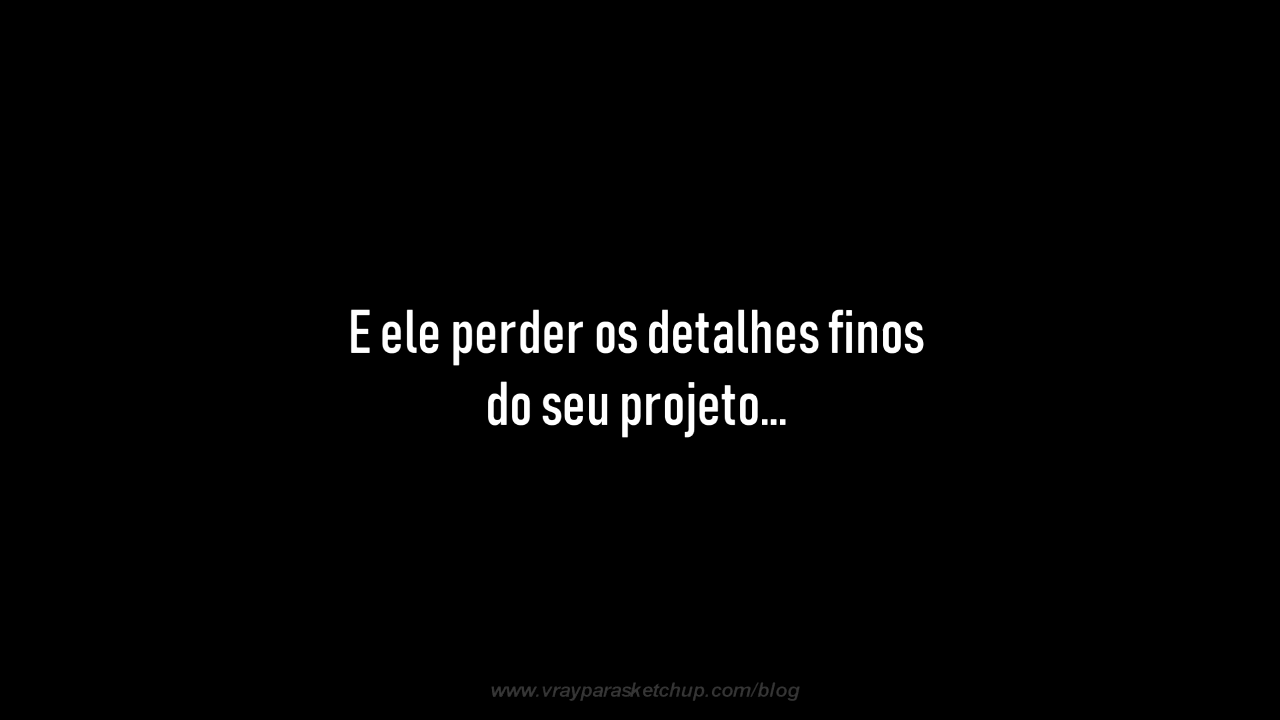 E ele perder os detalhes finos
do seu projeto...
www.vrayparasketchup.com/blog